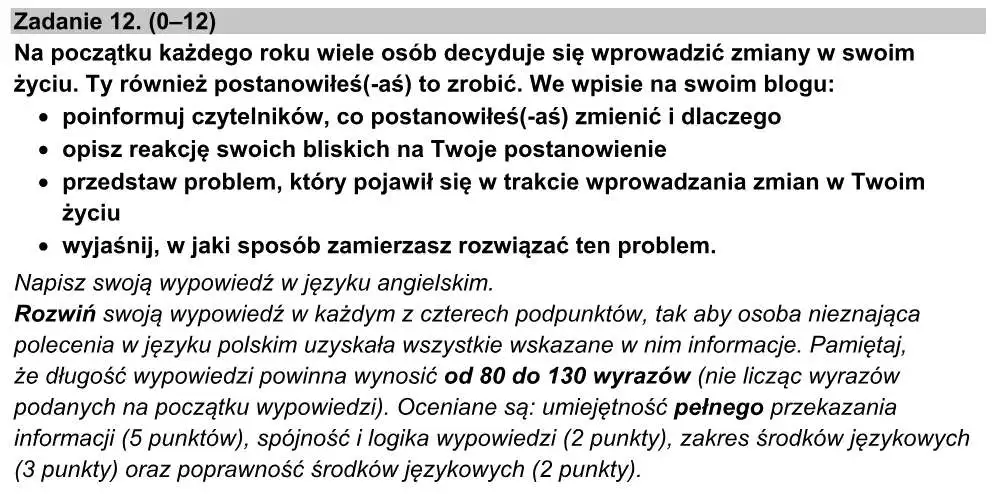 Zadanie 12. (0–12)
Na początku każdego roku wiele osób decyduje się wprowadzić zmiany w swoim
życiu. Ty również postanowiłeś(-aś) to zrobić. We wpisie na swoim blogu:
• poinformuj czytelników, co postanowiłeś(-aś) zmienić i dlaczego
• opisz reakcję swoich bliskich na Twoje postanowienie
• przedstaw problem, który pojawił się w trakcie wprowadzania zmian w Twoim
życiu
• wyjaśnij, w jaki sposób zamierzasz rozwiązać ten problem.
Napisz swoją wypowiedź w języku angielskim.
Rozwiń swoją wypowiedź w każdym z czterech podpunktów, tak aby osoba nieznająca
polecenia w języku polskim uzyskała wszystkie wskazane w nim informacje. Pamiętaj,
że długość wypowiedzi powinna wynosić od 80 do 130 wyrazów (nie licząc wyrazów
podanych na początku wypowiedzi). Oceniane są: umiejętność pełnego przekazania
informacji (5 punktów), spójność i logika wypowiedzi (2 punkty), zakres środków językowych
(3 punkty) oraz poprawność środków językowych (2 punkty).